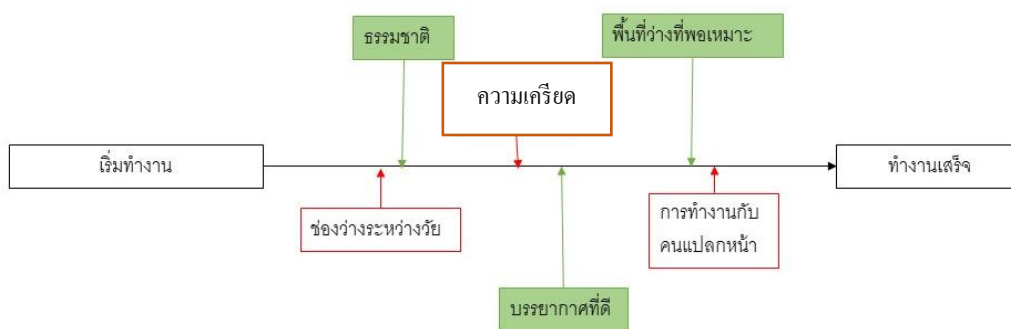 ธรรมชาติ
พื้นที่ว่างที่พอเหมาะ
ความเครียด
เริ่มทำงาน
ทำงานเสร็จ
ช่องว่างระหว่างวัย
การทำงานกับ
คนแปลกหน้า
บรรยากาศที่ดี